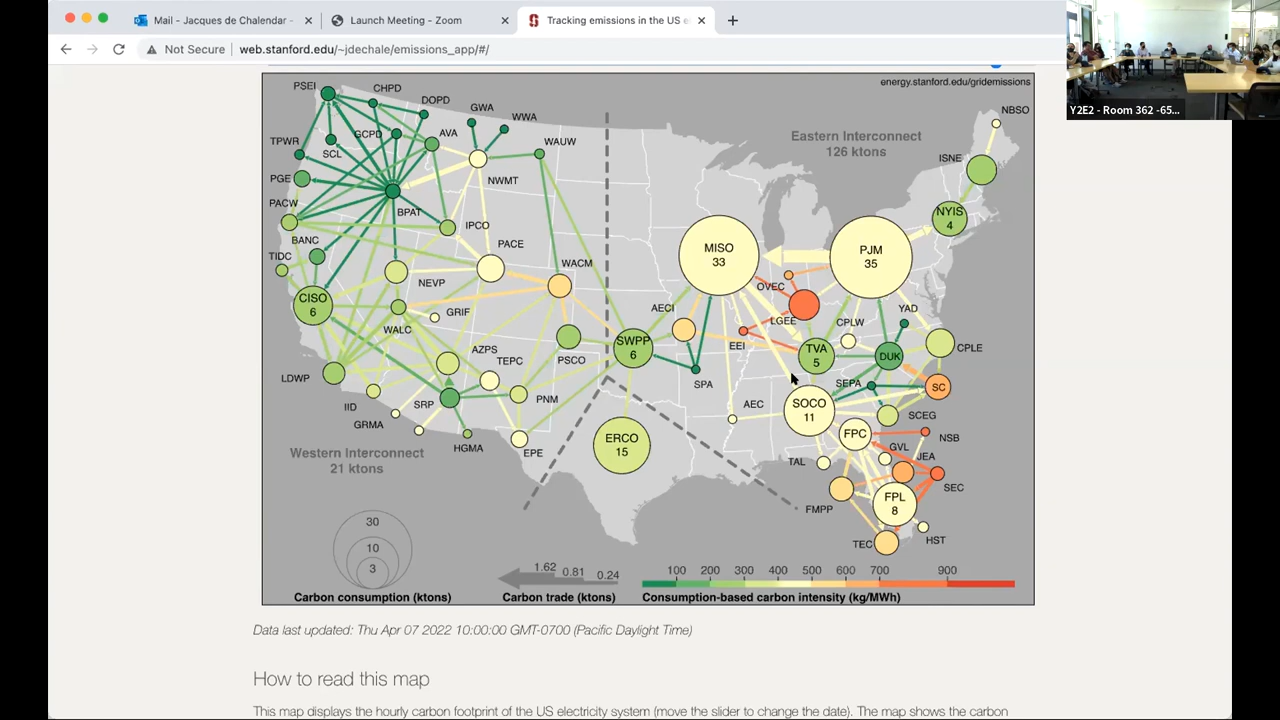 Mail - Jacques de Chalendar -
Launch Meeting - Zoom
Tracking emissions in the US e
Not Secure
web.stanford.edu/~jdechale/emissions_app/#/
Y2E2 - Room 362 -65...
energy.stanford.edu/gridemissions
PSEI
CHPD
DOPD
GWA
WWA
NBSO
TPWR
SCL
GCPD
AVA
WAUW
Eastern Interconnect
126 ktons
ISNE
PGE
NWMT
PACW
BPAT
IPCO
NYIS
4
BANC
PACE
MISO
33
PJM
35
TIDC
NEVP
WACM
OVEC
CISO
6
GRIF
AECI
LGEE
CPLW
YAD
WALC
EEI
AZPS
TEPC
PSCO
SWPP
6
TVA
5
DUK
CPLE
LDWP
SPA
SEPA
SC
IID
SRP
PNM
AEC
SOCO
11
SCEG
GRMA
HGMA
EPE
ERCO
15
FPC
NSB
GVL
JEA
TAL
SEC
Western Interconnect
21 ktons
FMPP
FPL
8
HST
TEC
30
10
3
1.62
0.81
0.24
100
200
300
400
500
600
700
900
Carbon consumption (ktons)
Carbon trade (ktons)
Consumption-based carbon intensity (kg/MWh)
Data last updated: Thu Apr 07 2022 10:00:00 GMT-0700 (Pacific Daylight Time)
How to read this map
This map displays the hourly carbon footprint of the US electricity system (move the slider to change the date). The map shows the carbon